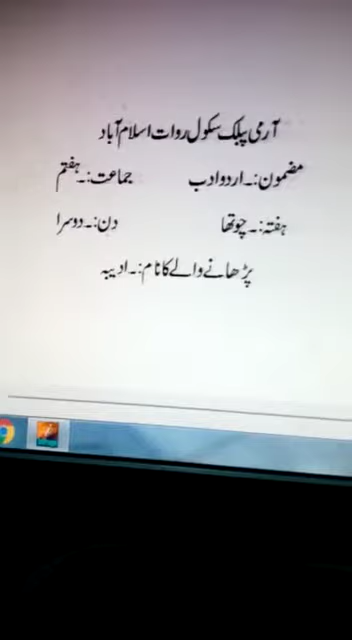 آرمی پبلک سکول روات اسلام آباد
مضمون:۔اردو ادب جماعت:۔ہفتم
ہفتہ:۔چوتھا دن:۔دوسرا
پڑھانے والے کا نام:۔ادیبہ